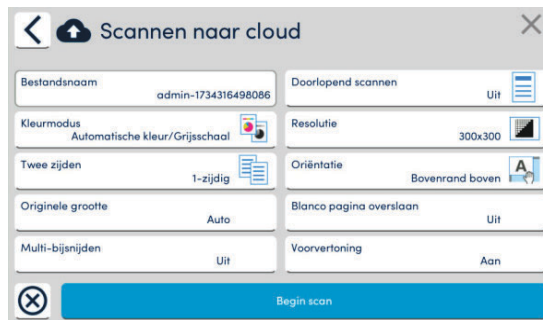 Scannen naar cloud
Bestandsnaam
admin-1734316498086
Doorlopend scannen
Uit
Kleurmodus
Automatische kleur/Grijsschaal
Resolutie
300x300
Twee zijden
1-zijdig
Oriëntatie
Bovenrand boven
A
Originele grootte
Auto
Blanco pagina overslaan
Uit
Multi-bijsnijden
Uit
Voorvertoning
Aan
Begin scan